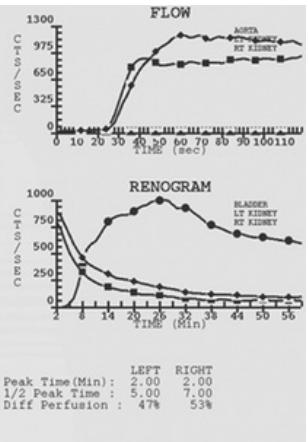 FLOW
CTS/SEC
1300
975
650
325
0
AORTA
LT KIDNEY
RT KIDNEY
0 10 20 30 40 50 60 70 80 90 100 110
TIME (sec)
RENOGRAM
CTS/SEC
1000
750
500
250
0
BLADDER
LT KIDNEY
RT KIDNEY
2 8 14 20 26 32 38 44 50 56
TIME (Min)
LEFT RIGHT
Peak Time(Min): 2.00 2.00
1/2 Peak Time : 5.00 7.00
Diff Perfusion : 47% 53%